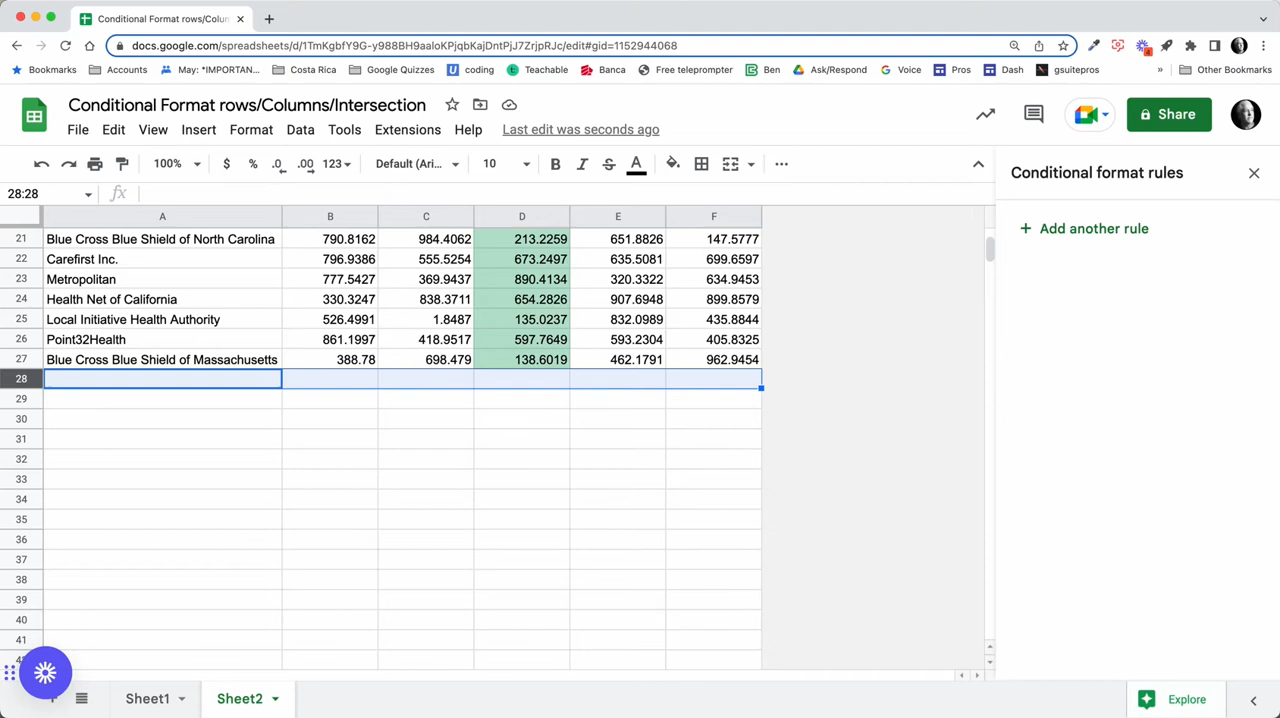 Conditional Format rows/Colum
docs.google.com/spreadsheets/d/1TmKgbfY9G-y988BH9aaloKPjqbKajDntPjJ7ZrjpRJc/edit#gid=1152944068
Bookmarks Accounts May: *IMPORTAN... Costa Rica Google Quizzes coding Teachable Banca Free teleprompter Ben Ask/Respond Voice Pros Dash gsuitepros » Other Bookmarks
Conditional Format rows/Columns/Intersection
Share
File Edit View Insert Format Data Tools Extensions Help Last edit was seconds ago
100% $ % .0 .00 123 Default (Ari... 10 B I S A
Conditional format rules
28:28 fx
+ Add another rule
A B C D E F
21 Blue Cross Blue Shield of North Carolina 790.8162 984.4062 213.2259 651.8826 147.5777
22 Carefirst Inc. 796.9386 555.5254 673.2497 635.5081 699.6597
23 Metropolitan 777.5427 369.9437 890.4134 320.3322 634.9453
24 Health Net of California 330.3247 838.3711 654.2826 907.6948 899.8579
25 Local Initiative Health Authority 526.4991 1.8487 135.0237 832.0989 435.8844
26 Point32Health 861.1997 418.9517 597.7649 593.2304 405.8325
27 Blue Cross Blue Shield of Massachusetts 388.78 698.479 138.6019 462.1791 962.9454
28
29
30
31
32
33
34
35
36
37
38
39
40
41
Sheet1 Sheet2 Explore